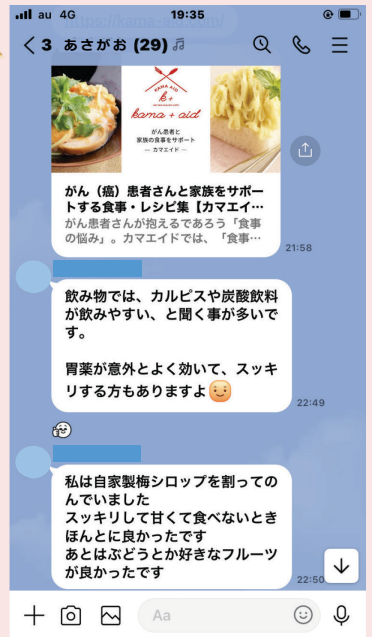 au 4G 19:35
https://kama-aid.com/
3 あさがお (29)
KAMA AID
k+
kama + aid
がん患者と
家族の食事をサポート
— カマエイド —
がん（癌）患者さんと家族をサポー
トする食事・レシピ集【カマエイ…
がん患者さんが抱えるであろう「食事
の悩み」。カマエイドでは、「食事…
21:58
飲み物では、カルピスや炭酸飲料
が飲みやすい、と聞く事が多いで
す。
胃薬が意外とよく効いて、スッキ
リする方もありますよ
22:49
私は自家製梅シロップを割っての
んでいました
スッキリして甘くて食べないとき
ほんとに良かったです
あとはぶどうとか好きなフルーツ
が良かったです
22:50
Aa